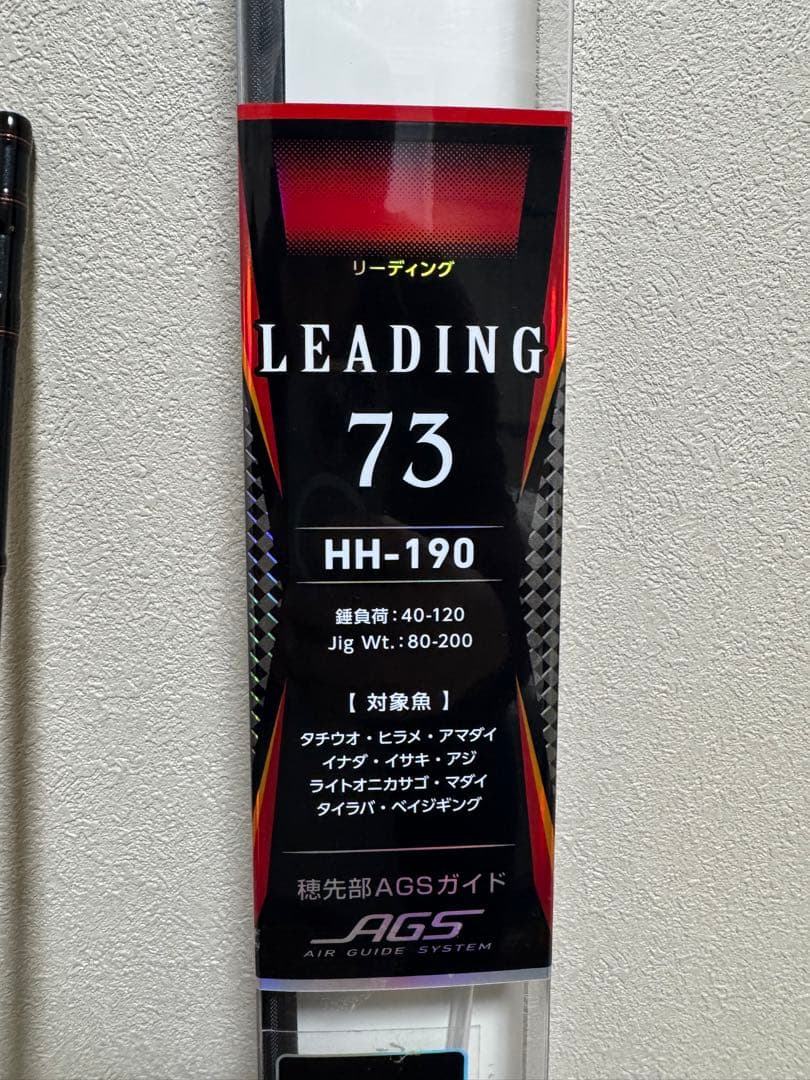 リーディング
LEADING
73
HH-190
錘負荷:40-120
Jig Wt.:80-200
【 対象魚 】
タチウオ・ヒラメ・アマダイ
イナダ・イサキ・アジ
ライトオニカサゴ・マダイ
タイラバ・ベイジギング
穂先部AGSガイド
AGS
AIR GUIDE SYSTEM